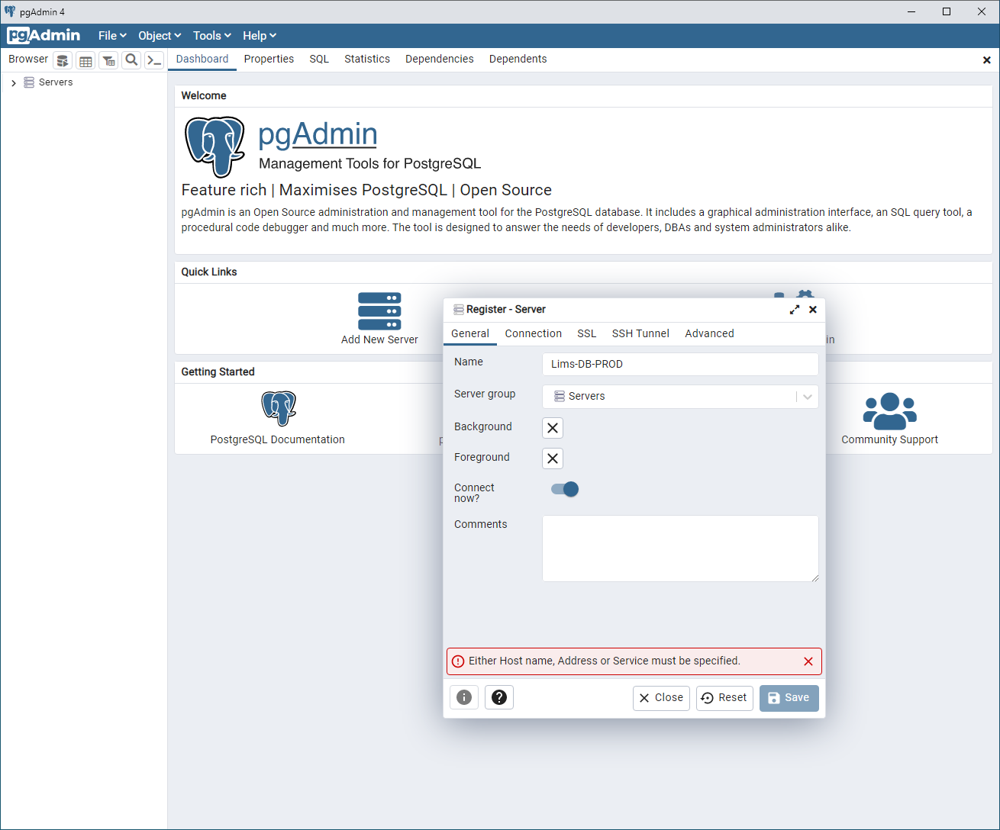 pgAdmin 4
pgAdmin File Object Tools Help
Browser Dashboard Properties SQL Statistics Dependencies Dependents
Servers
Welcome
pgAdmin
Management Tools for PostgreSQL
Feature rich | Maximises PostgreSQL | Open Source
pgAdmin is an Open Source administration and management tool for the PostgreSQL database. It includes a graphical administration interface, an SQL query tool, a
procedural code debugger and much more. The tool is designed to answer the needs of developers, DBAs and system administrators alike.
Quick Links
Add New Server
in
Getting Started
PostgreSQL Documentation
p
Community Support
Register - Server
General Connection SSL SSH Tunnel Advanced
Name Lims-DB-PROD
Server group Servers
Background
Foreground
Connect
now?
Comments
Either Host name, Address or Service must be specified.
Close Reset Save